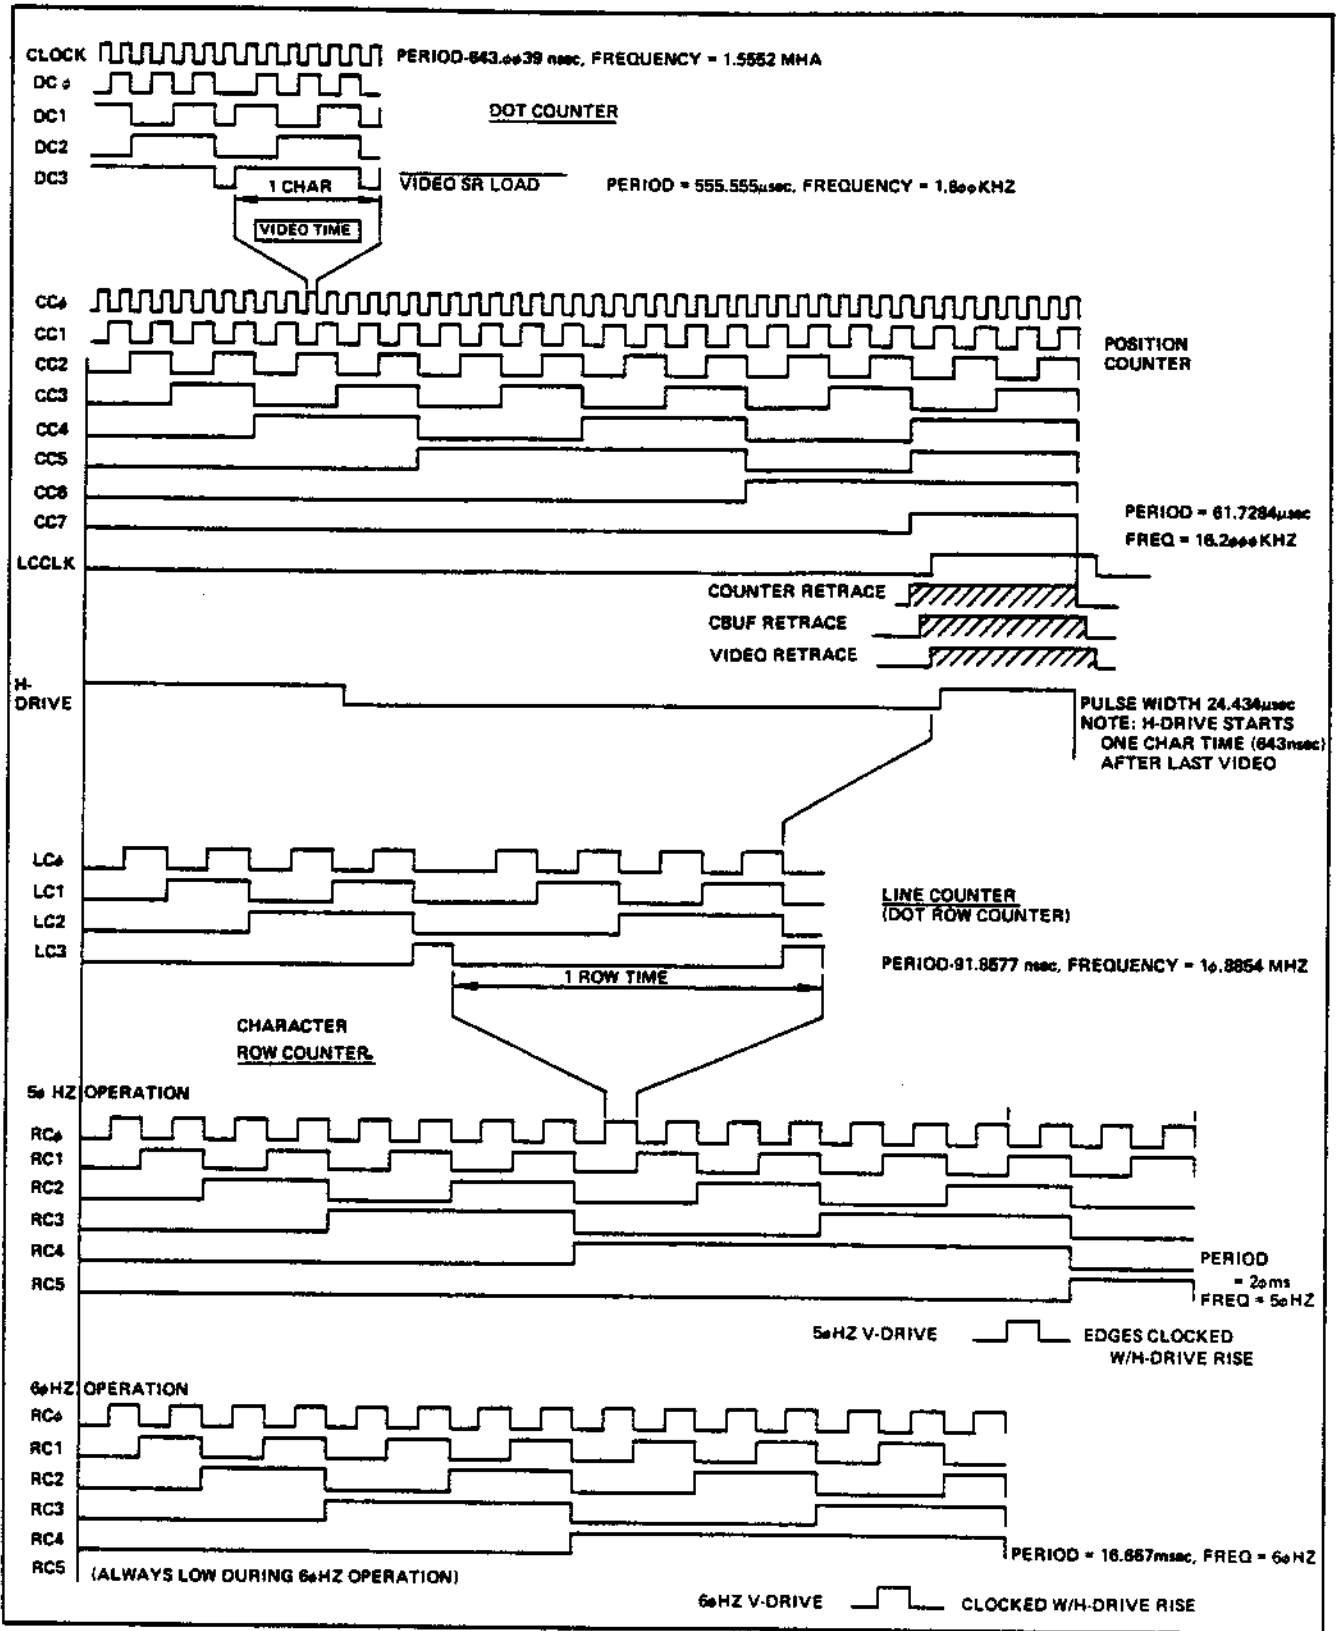 CLOCK PERIOD-643.øø39 nsec, FREQUENCY = 1.5552 MHA
DC ø
DC1 DOT COUNTER
DC2
DC3 1 CHAR VIDEO SR LOAD PERIOD = 555.555µsec, FREQUENCY = 1.8øøKHZ
VIDEO TIME
CCø
CC1 POSITION
CC2 COUNTER
CC3
CC4
CC5
CC6
CC7 PERIOD = 61.7284µsec
FREQ = 16.2øøøKHZ
LCCLK
COUNTER RETRACE
CBUF RETRACE
VIDEO RETRACE
H-
DRIVE PULSE WIDTH 24.434µsec
NOTE: H-DRIVE STARTS
ONE CHAR TIME (643nsec)
AFTER LAST VIDEO
LCø
LC1 LINE COUNTER
LC2 (DOT ROW COUNTER)
LC3 PERIOD-91.8577 nsec, FREQUENCY = 1ø.8854 MHZ
1 ROW TIME
CHARACTER
ROW COUNTER.
5ø HZ OPERATION
RCø
RC1
RC2
RC3
RC4 PERIOD
RC5 = 2øms
FREQ = 5øHZ
5øHZ V-DRIVE EDGES CLOCKED
W/H-DRIVE RISE
6øHZ OPERATION
RCø
RC1
RC2
RC3
RC4 PERIOD = 16.667msec, FREQ = 6øHZ
RC5 (ALWAYS LOW DURING 6øHZ OPERATION)
6øHZ V-DRIVE CLOCKED W/H-DRIVE RISE